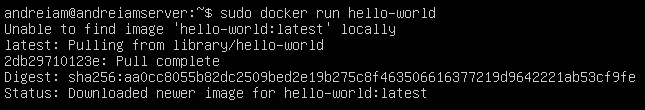 andreiam@andreiamserver:~$ sudo docker run hello-world
Unable to find image 'hello-world:latest' locally
latest: Pulling from library/hello-world
2db29710123e: Pull complete
Digest: sha256:aa0cc8055b82dc2509bed2e19b275c8f463506616377219d9642221ab53cf9fe
Status: Downloaded newer image for hello-world:latest